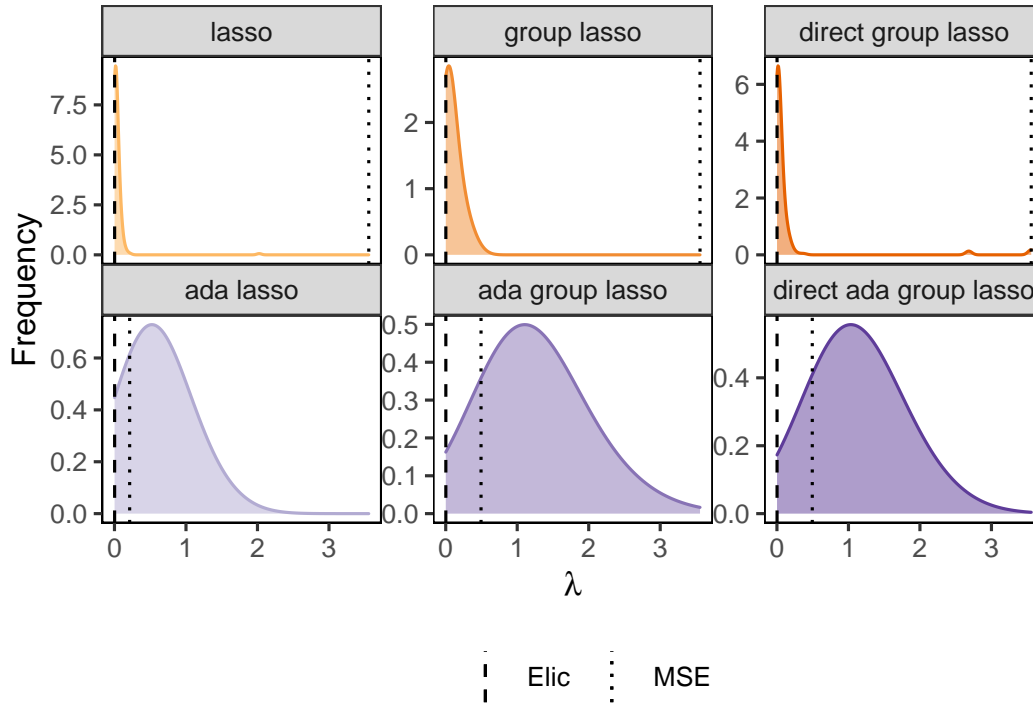 lasso
group lasso
direct group lasso
7.5
5.0
2.5
0.0
2
1
0
6
4
2
0
Frequency
ada lasso
ada group lasso
direct ada group lasso
0.6
0.4
0.2
0.0
0.5
0.4
0.3
0.2
0.1
0.0
0.4
0.2
0.0
0 1 2 3
0 1 2 3
0 1 2 3
λ
Elic
MSE